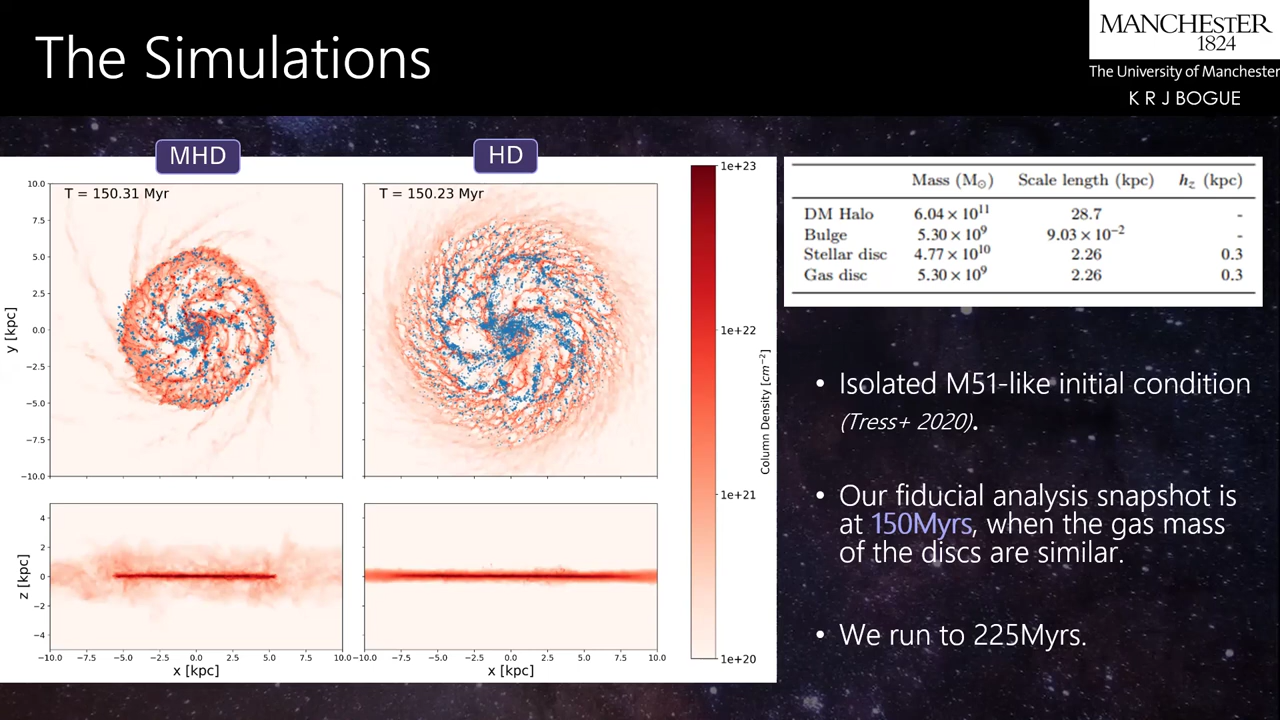 The Simulations
MANCHESTER
1824
The University of Manchester
K R J BOGUE
MHD
HD
T = 150.31 Myr
T = 150.23 Myr
10.0
7.5
5.0
2.5
0.0
−2.5
−5.0
−7.5
−10.0
y [kpc]
4
2
0
−2
−4
z [kpc]
−10.0 −7.5 −5.0 −2.5 0.0 2.5 5.0 7.5 10.0
x [kpc]
−10.0 −7.5 −5.0 −2.5 0.0 2.5 5.0 7.5 10.0
x [kpc]
1e+23
1e+22
1e+21
1e+20
Column Density [cm⁻²]
Mass (M⊙) Scale length (kpc) h_z (kpc)
DM Halo 6.04 × 10¹¹ 28.7 -
Bulge 5.30 × 10⁹ 9.03 × 10⁻² -
Stellar disc 4.77 × 10¹⁰ 2.26 0.3
Gas disc 5.30 × 10⁹ 2.26 0.3
• Isolated M51-like initial condition
(Tress+ 2020).
• Our fiducial analysis snapshot is
at 150Myrs, when the gas mass
of the discs are similar.
• We run to 225Myrs.